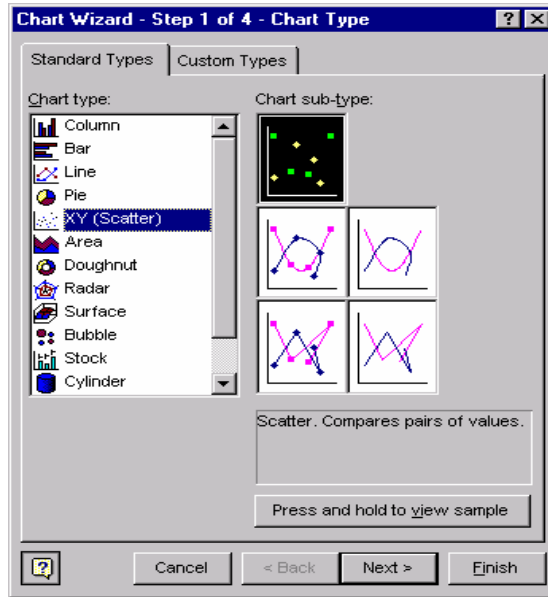 Chart Wizard - Step 1 of 4 - Chart Type
Standard Types
Custom Types
Chart type:
Column
Bar
Line
Pie
XY (Scatter)
Area
Doughnut
Radar
Surface
Bubble
Stock
Cylinder
Chart sub-type:
Scatter. Compares pairs of values.
Press and hold to view sample
Cancel
< Back
Next >
Finish